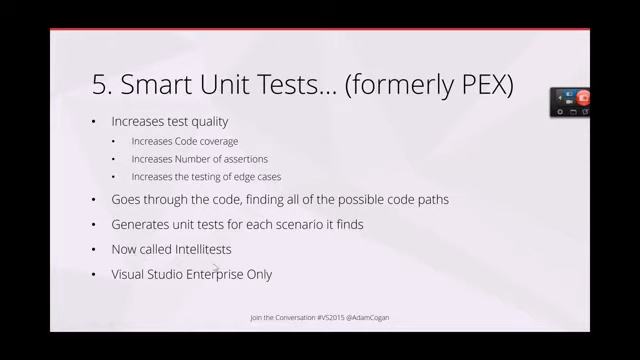 5. Smart Unit Tests... (formerly PEX)
• Increases test quality
• Increases Code coverage
• Increases Number of assertions
• Increases the testing of edge cases
• Goes through the code, finding all of the possible code paths
• Generates unit tests for each scenario it finds
• Now called Intellitests
• Visual Studio Enterprise Only
Join the Conversation #VS2015 @AdamCogan